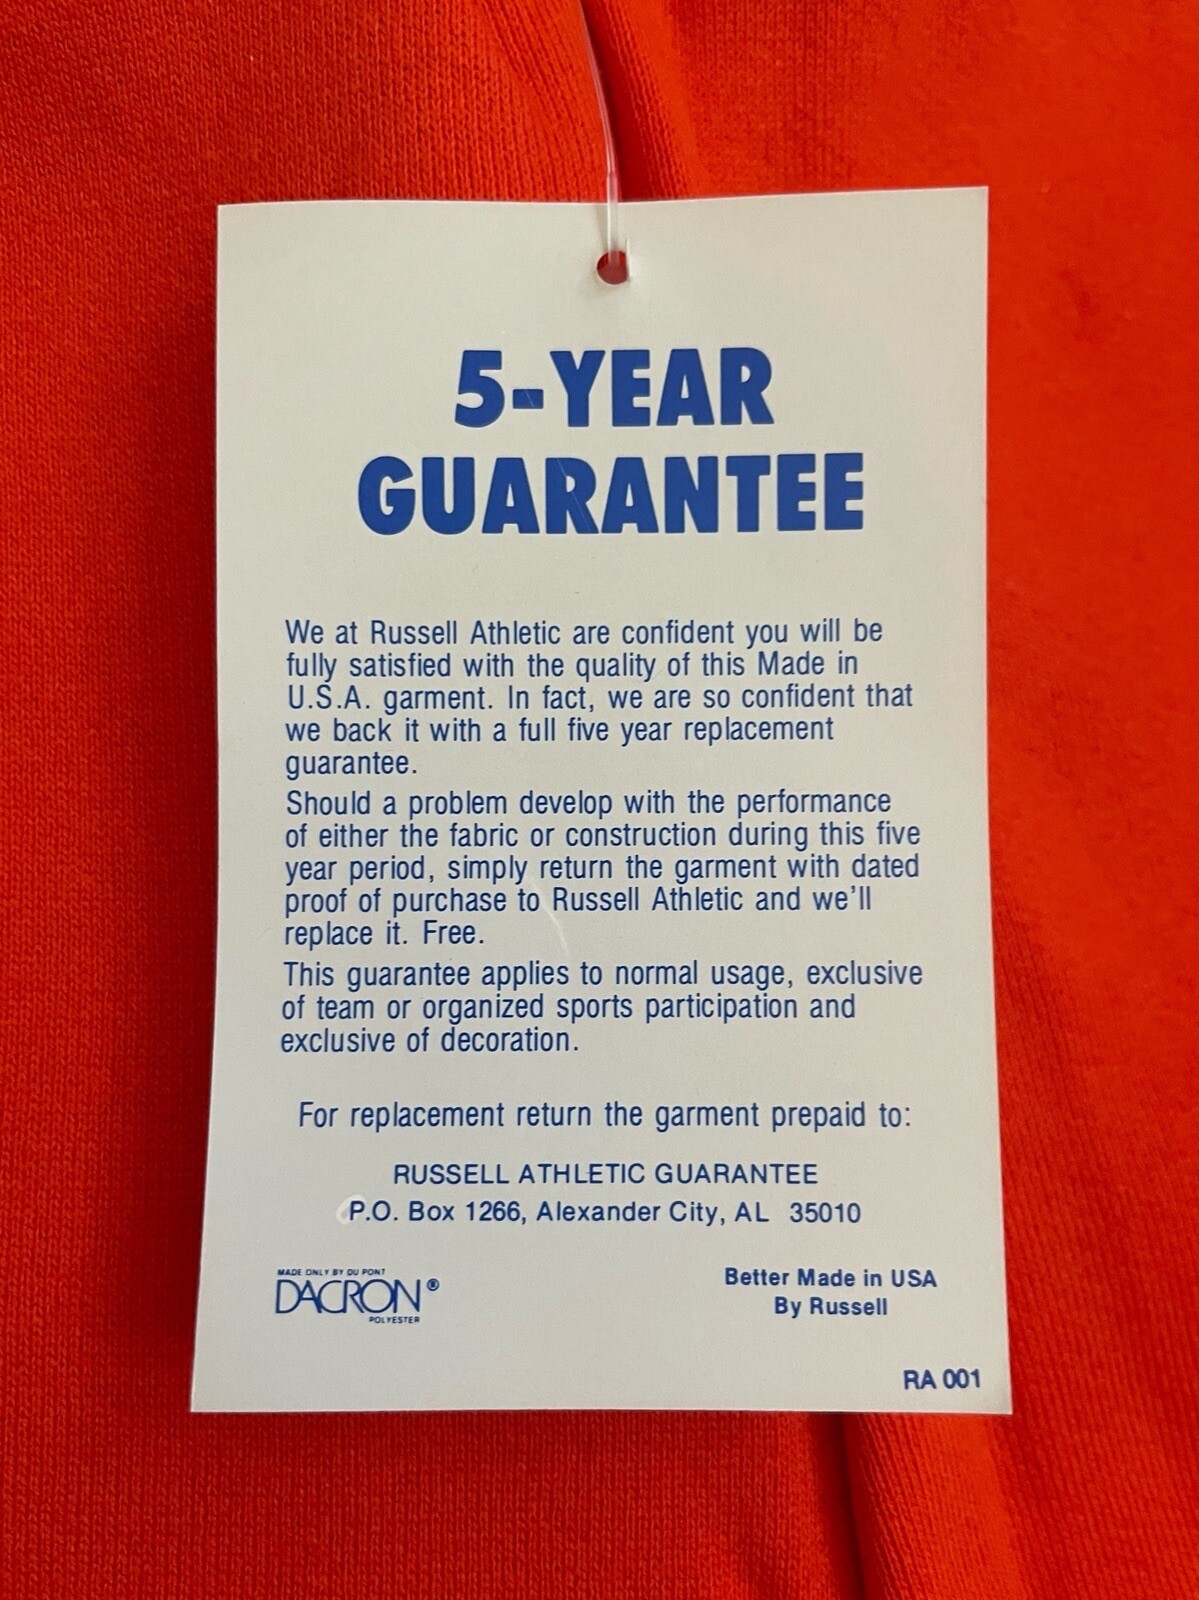 5-YEAR
GUARANTEE
We at Russell Athletic are confident you will be
fully satisfied with the quality of this Made in
U.S.A. garment. In fact, we are so confident that
we back it with a full five year replacement
guarantee.
Should a problem develop with the performance
of either the fabric or construction during this five
year period, simply return the garment with dated
proof of purchase to Russell Athletic and we'll
replace it. Free.
This guarantee applies to normal usage, exclusive
of team or organized sports participation and
exclusive of decoration.
For replacement return the garment prepaid to:
RUSSELL ATHLETIC GUARANTEE
P.O. Box 1266, Alexander City, AL 35010
MADE ONLY BY DU PONT
DACRON®
POLYESTER
Better Made in USA
By Russell
RA 001